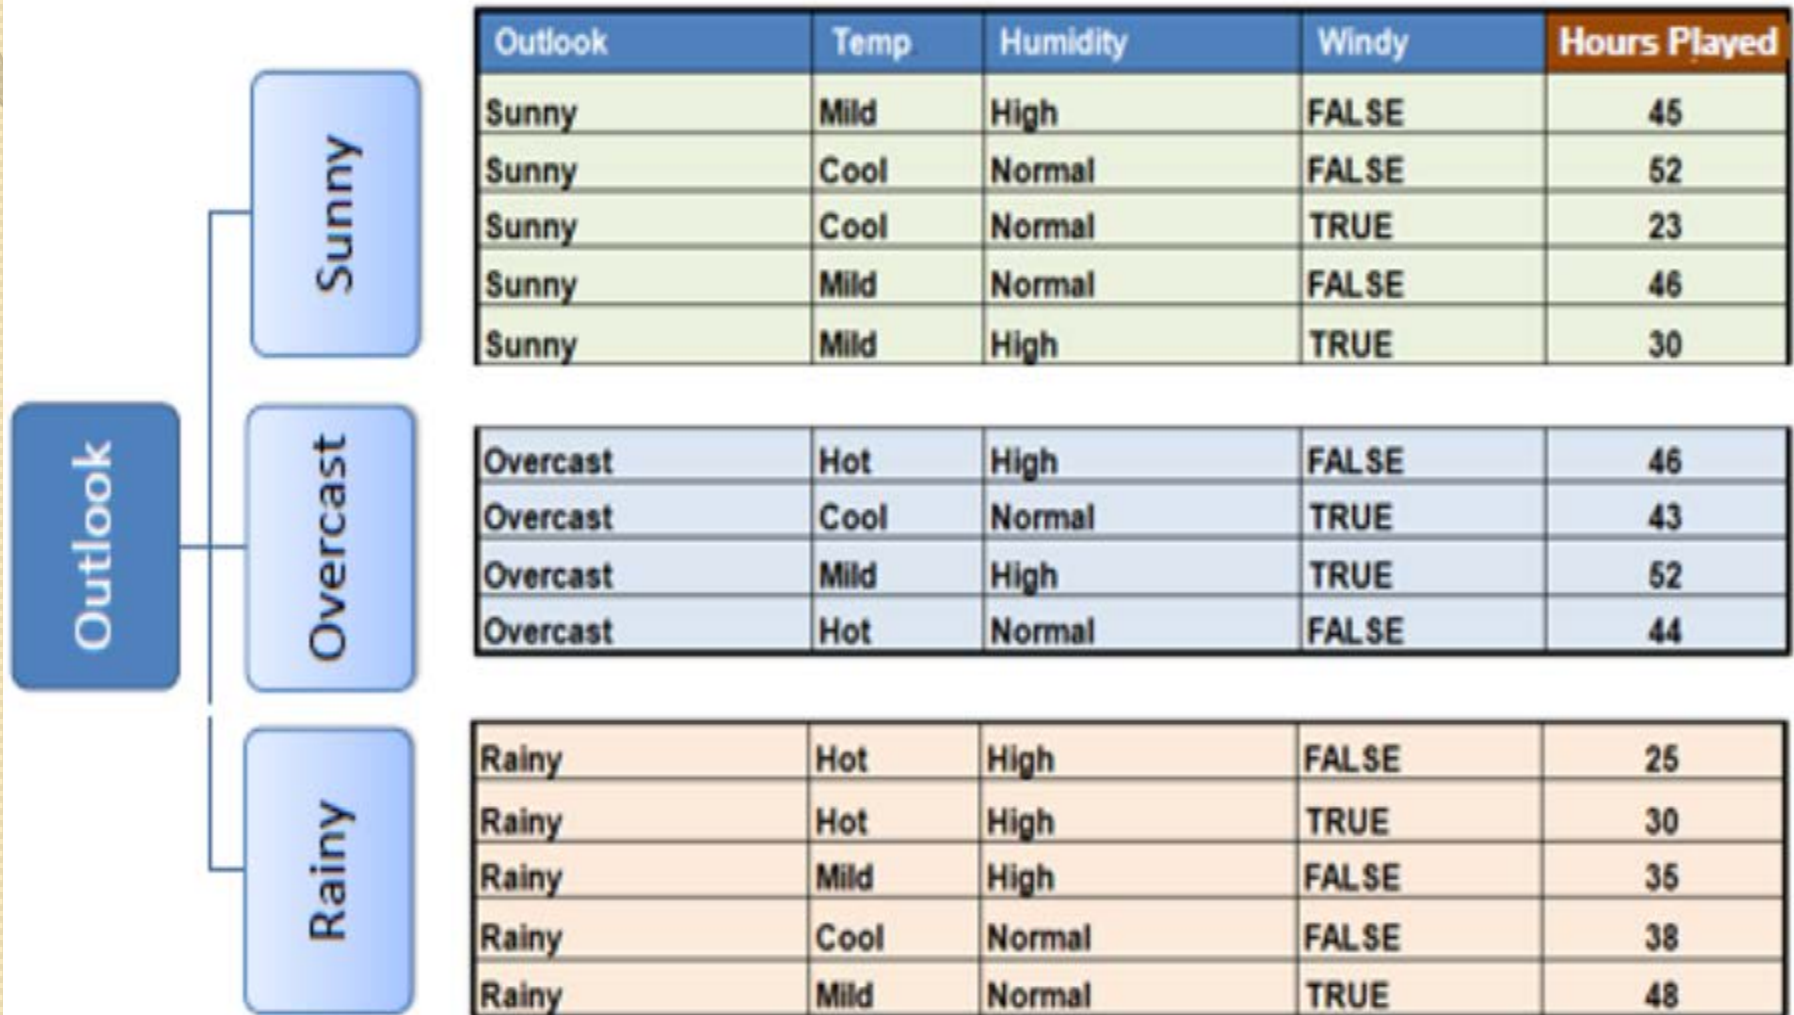 Outlook Temp Humidity Windy Hours Played
Sunny
Sunny Mild High FALSE 45
Sunny Cool Normal FALSE 52
Sunny Cool Normal TRUE 23
Sunny Mild Normal FALSE 46
Sunny Mild High TRUE 30
Outlook
Overcast
Overcast Hot High FALSE 46
Overcast Cool Normal TRUE 43
Overcast Mild High TRUE 52
Overcast Hot Normal FALSE 44
Rainy
Rainy Hot High FALSE 25
Rainy Hot High TRUE 30
Rainy Mild High FALSE 35
Rainy Cool Normal FALSE 38
Rainy Mild Normal TRUE 48